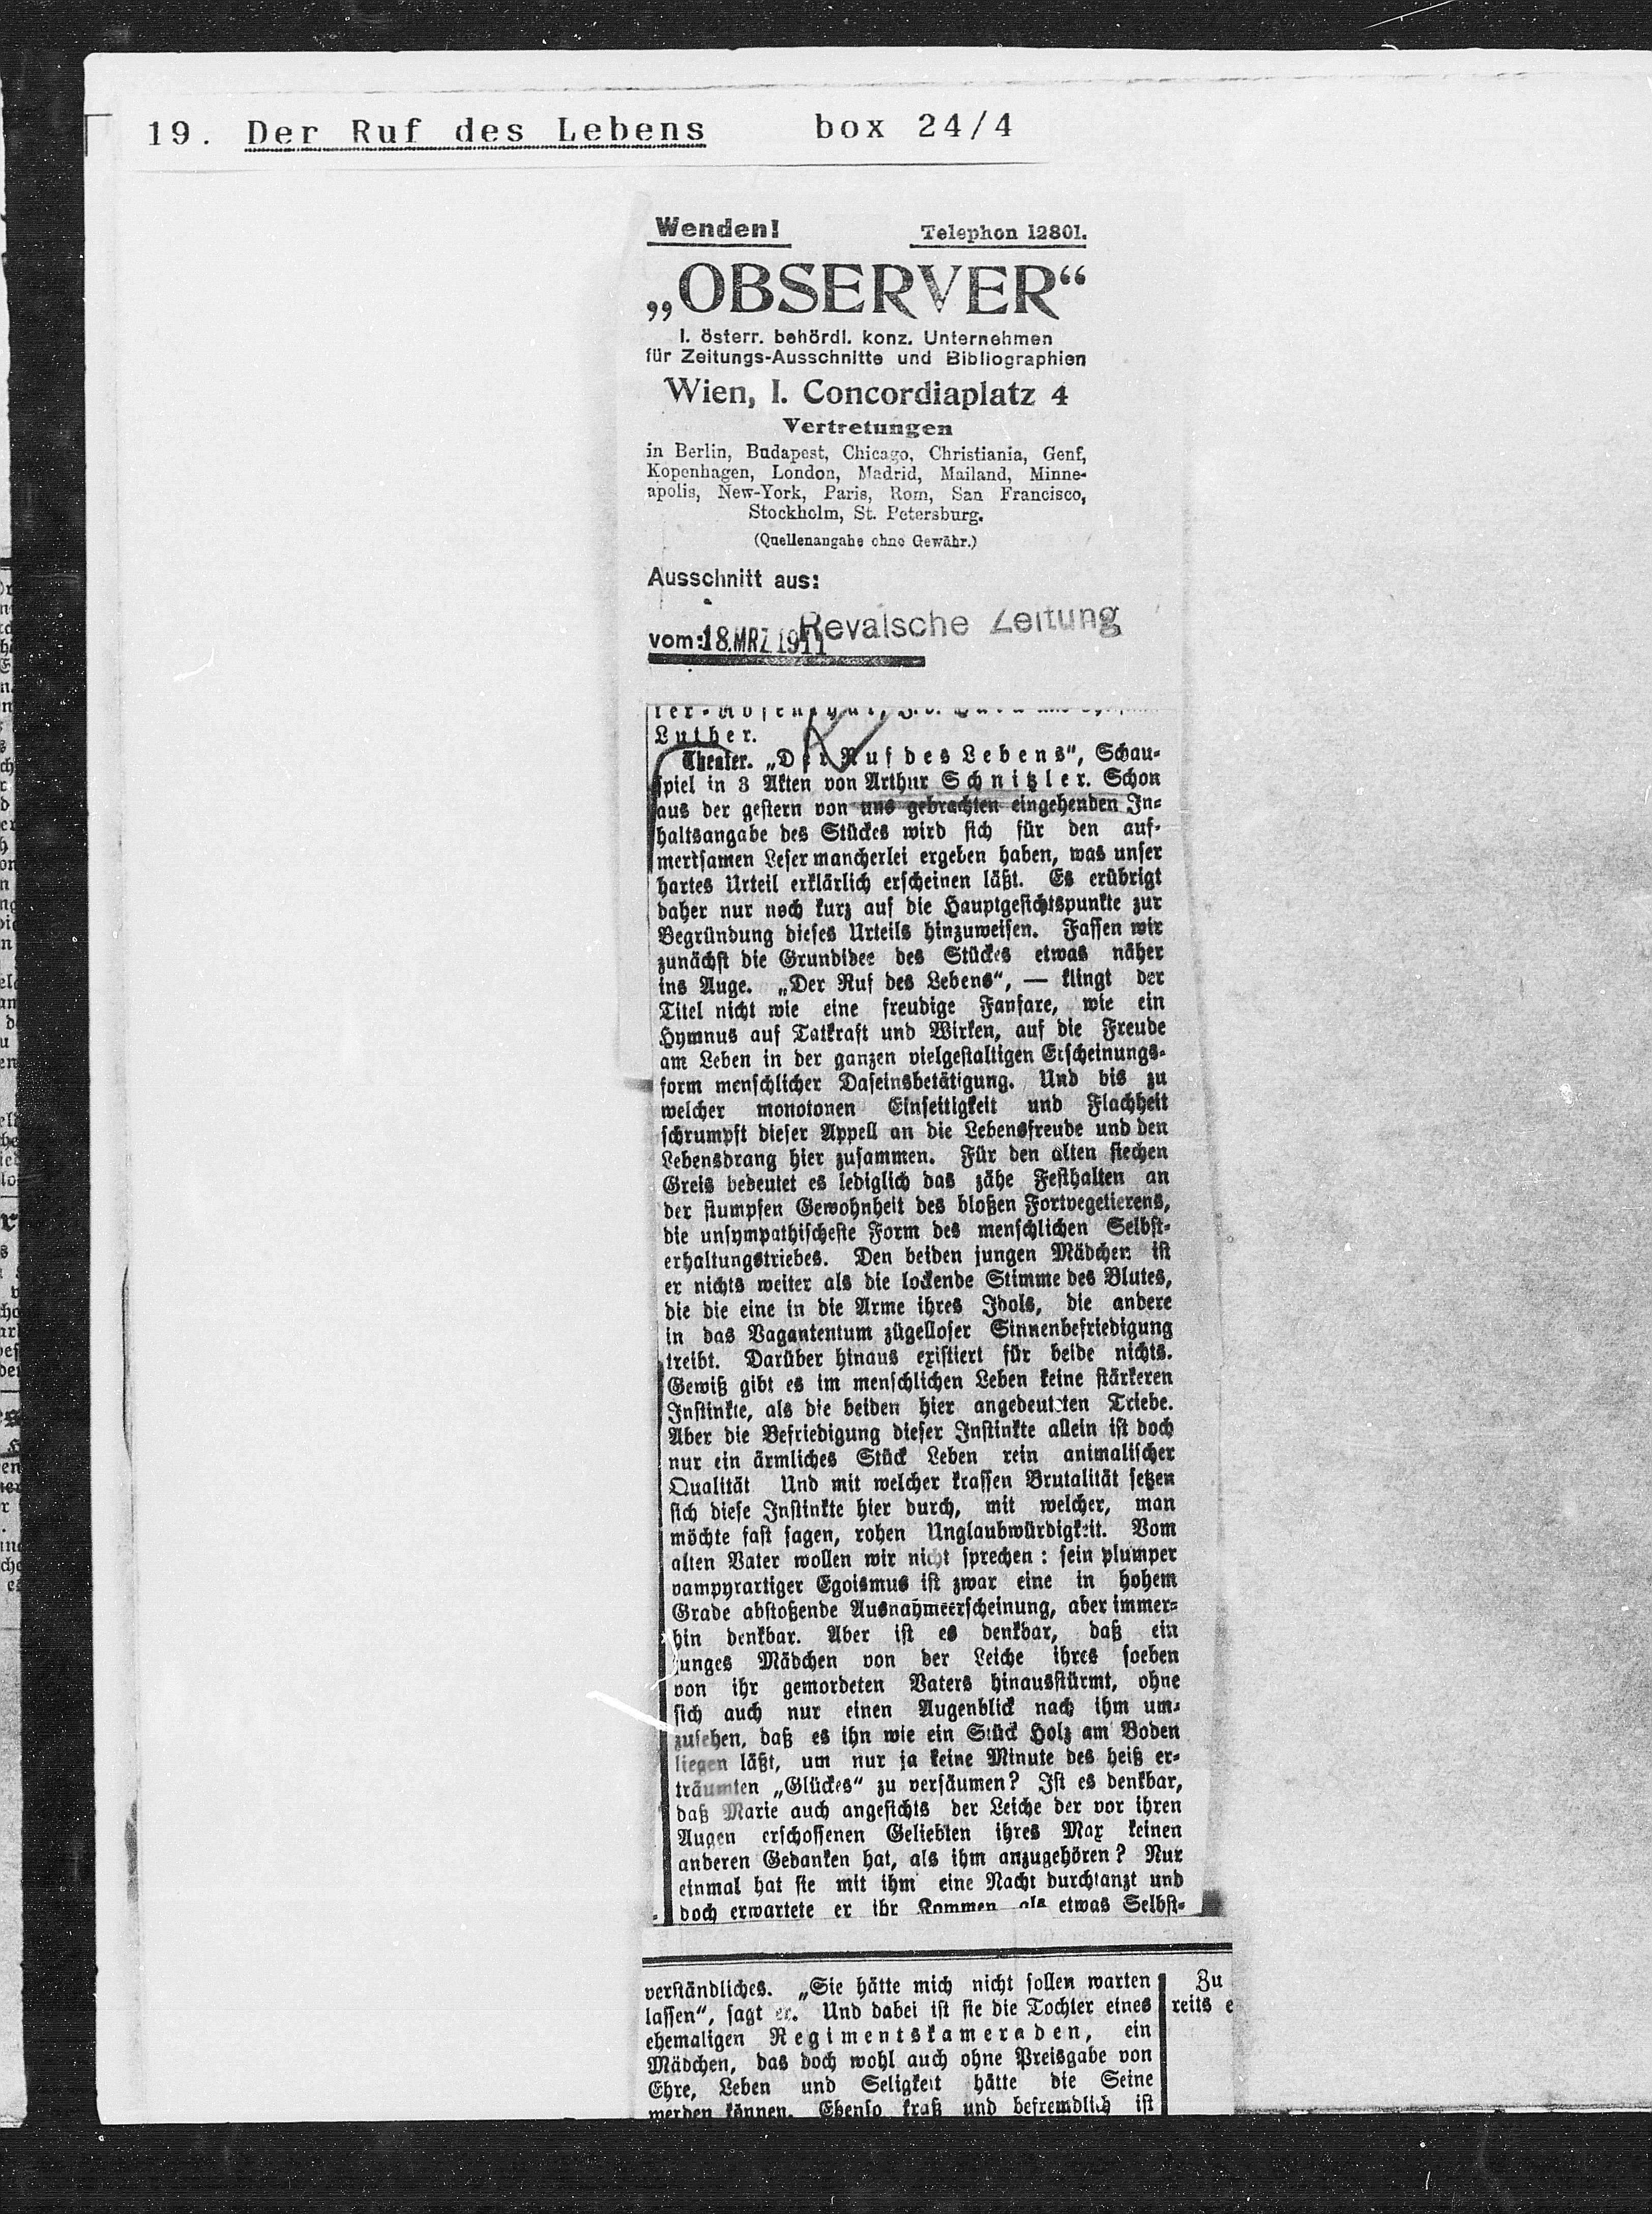 19. Der Ruf des Lebens box 24/4
Wenden! Telephon 12801.
„OBSERVER“
I. österr. behördl. konz. Unternehmen
für Zeitungs-Ausschnitte und Bibliographien
Wien, I. Concordiaplatz 4
Vertretungen
in Berlin, Budapest, Chicago, Christiania, Genf,
Kopenhagen, London, Madrid, Mailand, Minne-
apolis, New-York, Paris, Rom, San Francisco,
Stockholm, St. Petersburg.
(Quellenangabe ohne Gewähr.)
Ausschnitt aus:
Revalsche Zeitung
vom: 18. MRZ 1911
Luther.
Theater. „Der Ruf des Lebens“, Schau-
spiel in 3 Akten von Arthur Schnitzler. Schon
aus der gestern von uns gebrachten eingehenden In-
haltsangabe des Stückes wird sich für den auf-
merksamen Leser mancherlei ergeben haben, was unser
hartes Urteil erklärlich erscheinen läßt. Es erübrigt
daher nur noch kurz auf die Hauptgesichtspunkte zur
Begründung dieses Urteils hinzuweisen. Fassen wir
zunächst die Grundidee des Stückes etwas näher
ins Auge. „Der Ruf des Lebens“, — klingt der
Titel nicht wie eine freudige Fanfare, wie ein
Hymnus auf Tatkraft und Wirken, auf die Freude
am Leben in der ganzen vielgestaltigen Erscheinungs-
form menschlicher Daseinsbetätigung. Und bis zu
welcher monotonen Einseitigkeit und Flachheit
schrumpft dieser Appell an die Lebensfreude und den
Lebensdrang hier zusammen. Für den alten siechen
Greis bedeutet es lediglich das zähe Festhalten an
der stumpfen Gewohnheit des bloßen Fortvegetierens,
die unsympathischeste Form des menschlichen Selbst-
erhaltungstriebes. Den beiden jungen Mädchen ist
er nichts weiter als die lockende Stimme des Blutes,
die die eine in die Arme ihres Idols, die andere
in das Vagantentum zügelloser Sinnenbefriedigung
treibt. Darüber hinaus existiert für beide nichts.
Gewiß gibt es im menschlichen Leben keine stärkeren
Instinkte, als die beiden hier angedeuteten Triebe.
Aber die Befriedigung dieser Instinkte allein ist doch
nur ein ärmliches Stück Leben rein animalischer
Qualität Und mit welcher krassen Brutalität setzen
sich diese Instinkte hier durch, mit welcher, man
möchte fast sagen, rohen Unglaubwürdigkeit. Vom
alten Vater wollen wir nicht sprechen: sein plumper
vampyrartiger Egoismus ist zwar eine in hohem
Grade abstoßende Ausnahmeerscheinung, aber immer-
hin denkbar. Aber ist es denkbar, daß ein
junges Mädchen von der Leiche ihres soeben
von ihr gemordeten Vaters hinausstürmt, ohne
sich auch nur einen Augenblick nach ihm um-
zusehen, daß es ihn wie ein Stück Holz am Boden
liegen läßt, um nur ja keine Minute des heiß er-
träumten „Glückes“ zu versäumen? Ist es denkbar,
daß Marie auch angesichts der Leiche der vor ihren
Augen erschossenen Geliebten ihres Max keinen
anderen Gedanken hat, als ihm anzugehören? Nur
einmal hat sie mit ihm eine Nacht durchtanzt und
doch erwartete er ihr Kommen als etwas Selbst-
verständliches. „Sie hätte mich nicht sollen warten
lassen“, sagt er. Und dabei ist sie die Tochter eines
ehemaligen Regimentskameraden, ein
Mädchen, das doch wohl auch ohne Preisgabe von
Ehre, Leben und Seligkeit hätte die Seine
werden können. Ebenso kraß und befremdlich ist
Zu
reits e